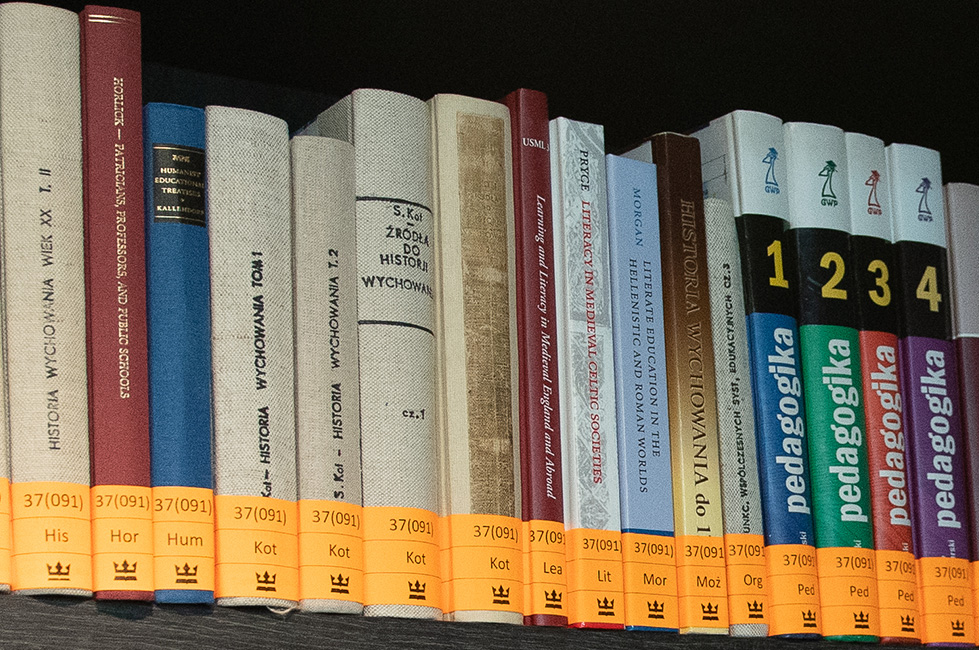 HISTORIA WYCHOWANIA WIEK XX T. II
37(091)
His
HORLICK — PATRICIANS, PROFESSORS, AND PUBLIC SCHOOLS
37(091)
Hor
HUMANIST
EDUCATIONAL
TREATISES
KALLENDORF
37(091)
Hum
Kot — HISTORIA WYCHOWANIA TOM 1
37(091)
Kot
S. Kot - HISTORIA WYCHOWANIA T. 2
37(091)
Kot
S. Kot
ŹRÓDŁA
DO
HISTORJI
WYCHOWAN
cz. 1
37(091)
Kot
37(091)
Kot
USML
Learning and Literacy in Medieval England and Abroad
37(091)
Lea
PRYCE LITERACY IN MEDIEVAL CELTIC SOCIETIES
37(091)
Lit
MORGAN
LITERATE EDUCATION IN THE
HELLENISTIC AND ROMAN WORLDS
37(091)
Mor
HISTORIA WYCHOWANIA do 1
37(091)
Moż
UNKC. WSPÓŁCZESNYCH SYST. EDUKACYJNYCH CZ. 3
37(091)
Org
GWP
1
pedagogika
37(091)
Ped
GWP
2
pedagogika
37(091)
Ped
GWP
3
pedagogika
37(091)
Ped
GWP
4
pedagogika
37(091)
Ped